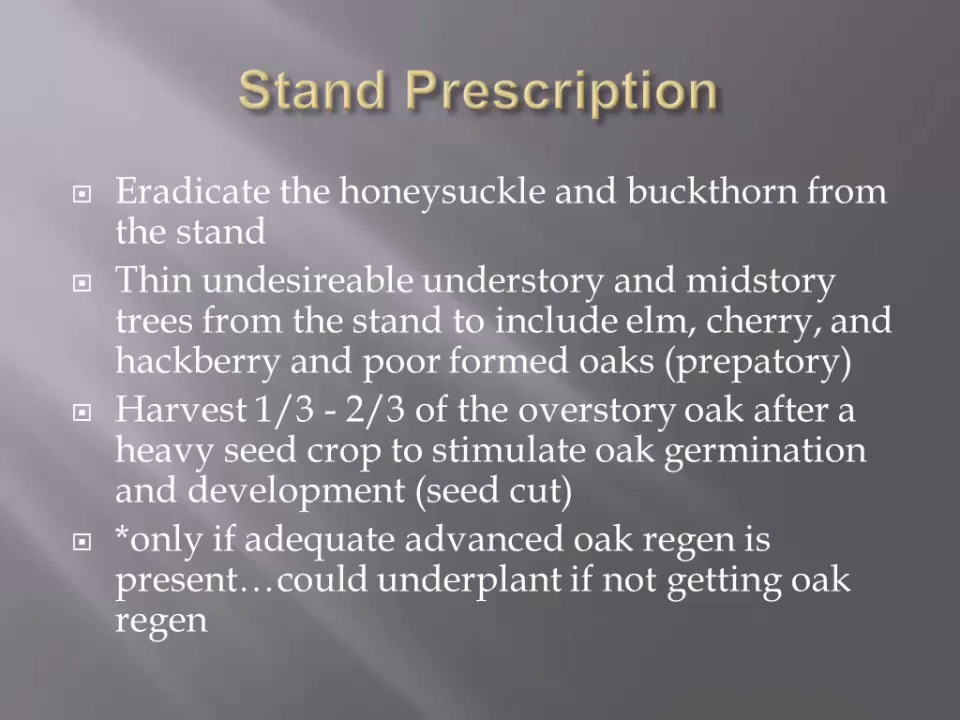 Stand Prescription
Eradicate the honeysuckle and buckthorn from
the stand
Thin undesireable understory and midstory
trees from the stand to include elm, cherry, and
hackberry and poor formed oaks (prepatory)
Harvest 1/3 - 2/3 of the overstory oak after a
heavy seed crop to stimulate oak germination
and development (seed cut)
*only if adequate advanced oak regen is
present…could underplant if not getting oak
regen